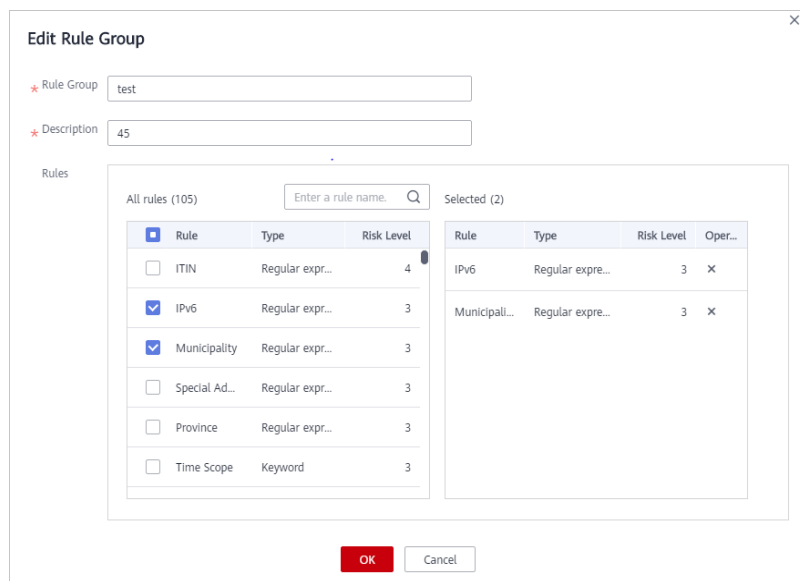 Edit Rule Group
* Rule Group test
* Description 45
Rules
All rules (105) Enter a rule name. Selected (2)
Rule Type Risk Level Rule Type Risk Level Oper...
ITIN Regular expr... 4 IPv6 Regular expre... 3
IPv6 Regular expr... 3 Municipali... Regular expre... 3
Municipality Regular expr... 3
Special Ad... Regular expr... 3
Province Regular expr... 3
Time Scope Keyword 3
OK Cancel